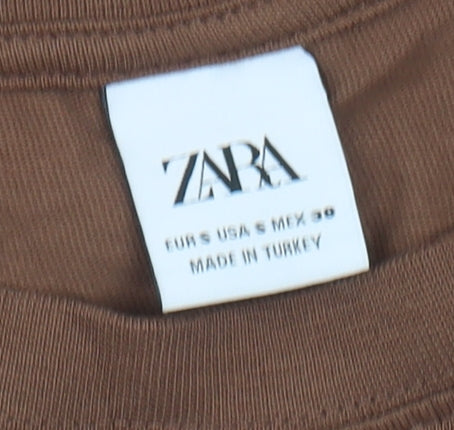 ZARA
EUR S USA S MEX 30
MADE IN TURKEY